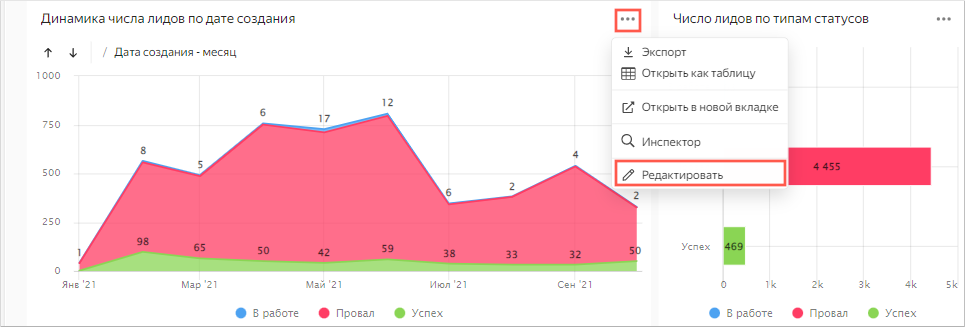 Динамика числа лидов по дате создания
/ Дата создания - месяц
1000
750
500
250
0
1 8 5 6 17 12 6 2 4 2
98 65 50 42 59 38 33 32 50
Янв '21 Мар '21 Май '21 Июл '21 Сен '21
В работе Провал Успех
Экспорт
Открыть как таблицу
Открыть в новой вкладке
Инспектор
Редактировать
Число лидов по типам статусов
4 455
Успех 469
0 1k 2k 3k 4k 5k
В работе Провал Успех